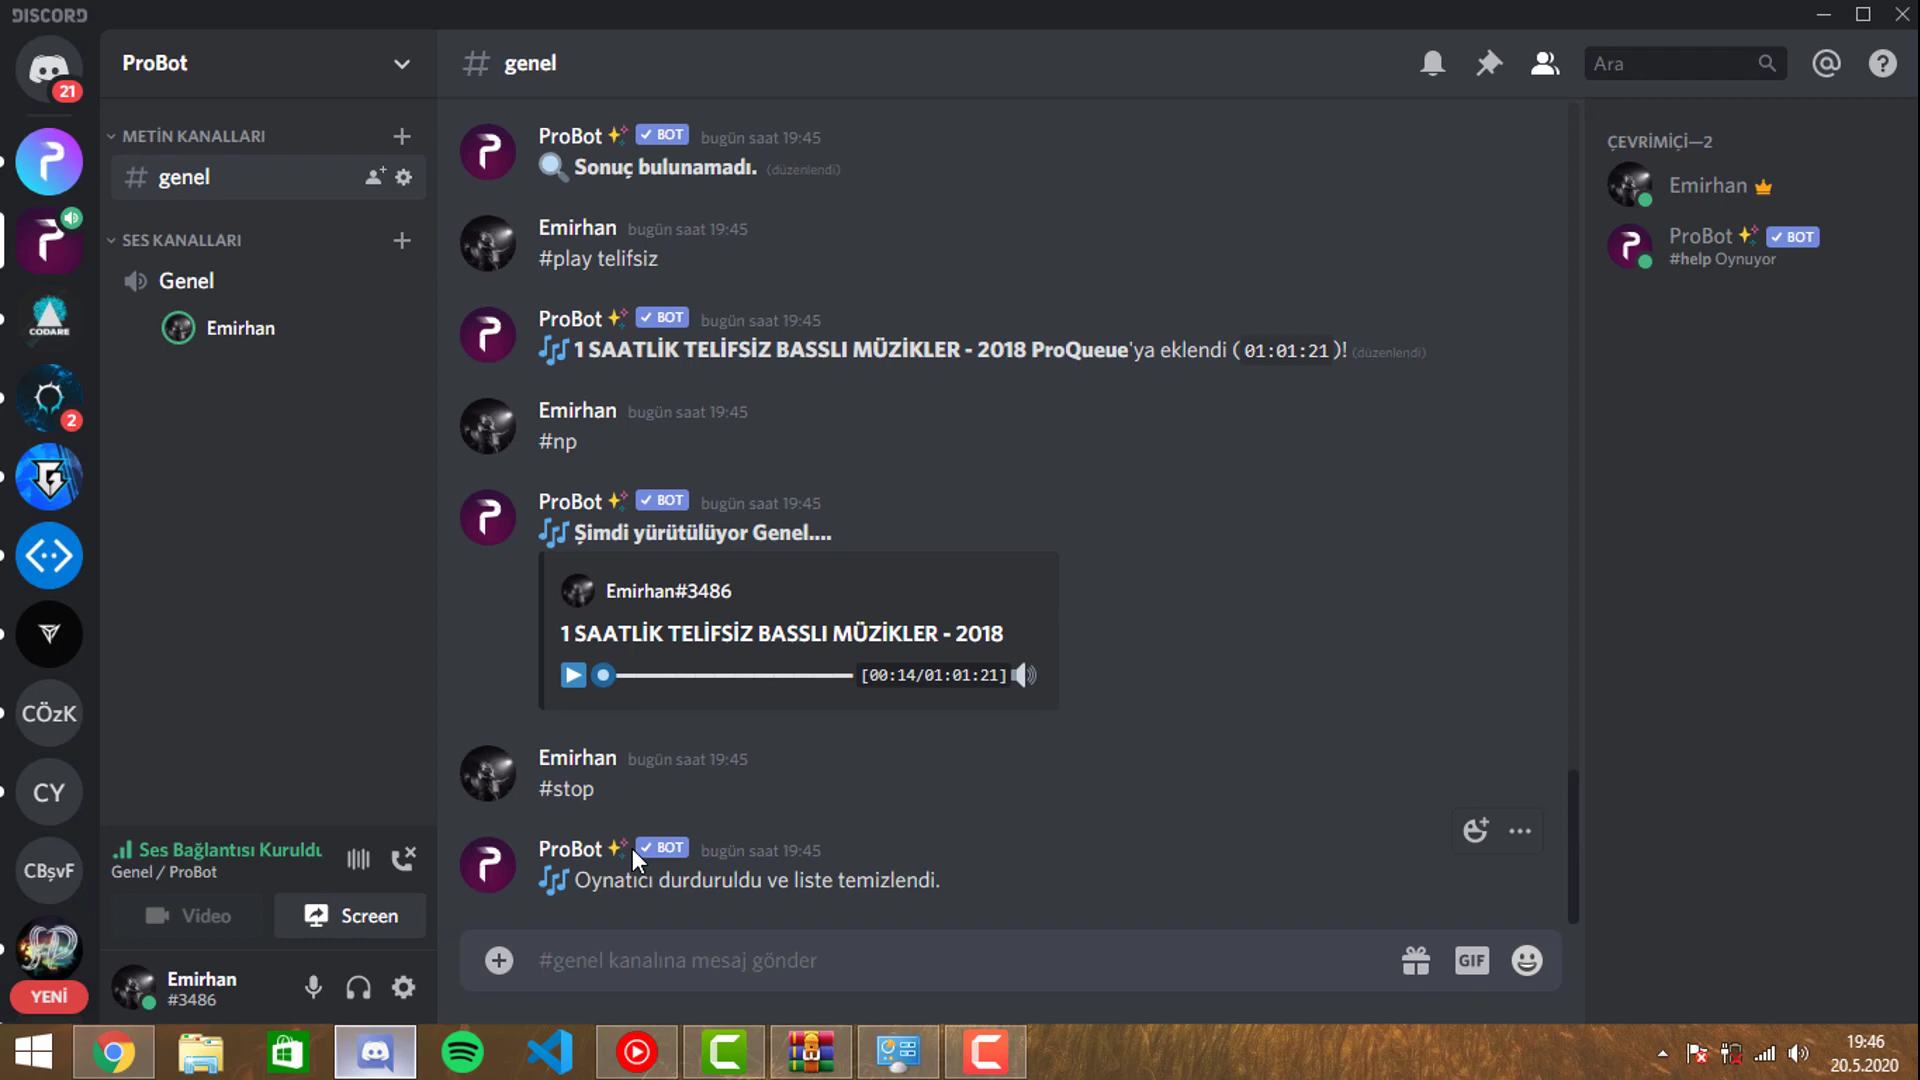 DISCORD
21
2
CODARE
CÖzK
CY
CBşvF
YENİ
ProBot
METİN KANALLARI
genel
SES KANALLARI
Genel
Emirhan
Ses Bağlantısı Kuruldu
Genel / ProBot
Video
Screen
Emirhan
#3486
# genel
Ara
ProBot BOT bugün saat 19:45
Sonuç bulunamadı. (düzenlendi)
Emirhan bugün saat 19:45
#play telifsiz
ProBot BOT bugün saat 19:45
1 SAATLİK TELİFSİZ BASSLI MÜZİKLER - 2018 ProQueue'ya eklendi (01:01:21)! (düzenlendi)
Emirhan bugün saat 19:45
#np
ProBot BOT bugün saat 19:45
Şimdi yürütülüyor Genel....
Emirhan#3486
1 SAATLİK TELİFSİZ BASSLI MÜZİKLER - 2018
[00:14/01:01:21]
Emirhan bugün saat 19:45
#stop
ProBot BOT bugün saat 19:45
Oynatıcı durduruldu ve liste temizlendi.
#genel kanalına mesaj gönder
GIF
ÇEVRİMİÇİ—2
Emirhan
ProBot BOT
#help Oynuyor
19:46
20.5.2020